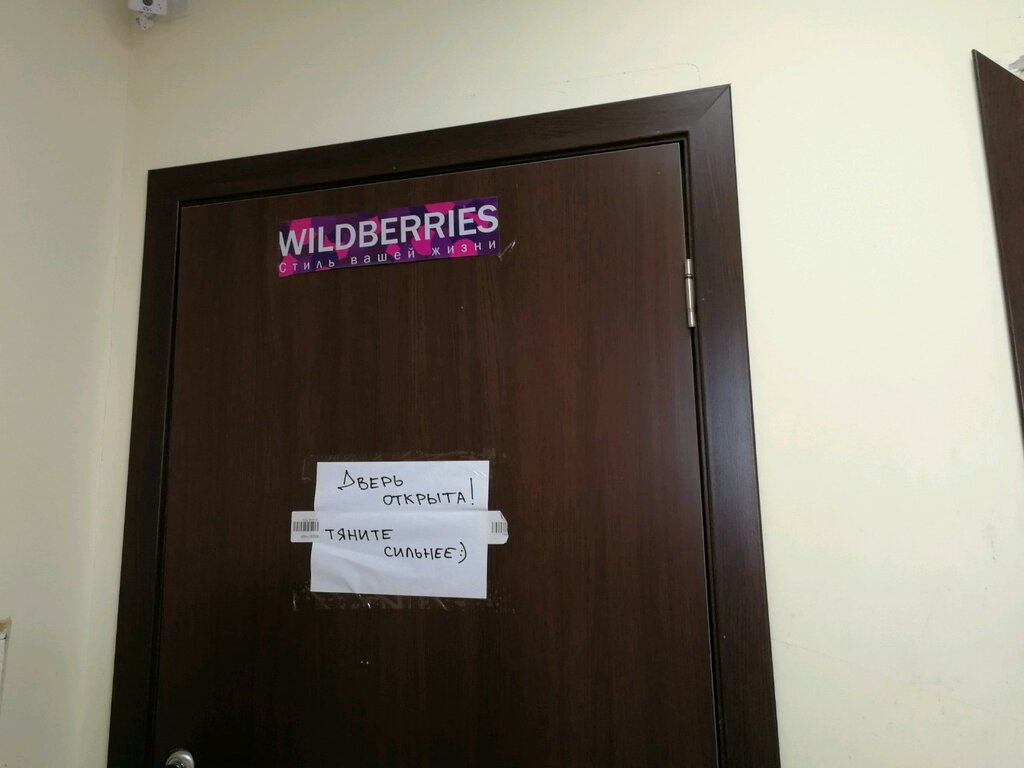 WILDBERRIES
Стиль вашей жизни
ДВЕРЬ
ОТКРЫТА!
ТЯНИТЕ
СИЛЬНЕЕ:)